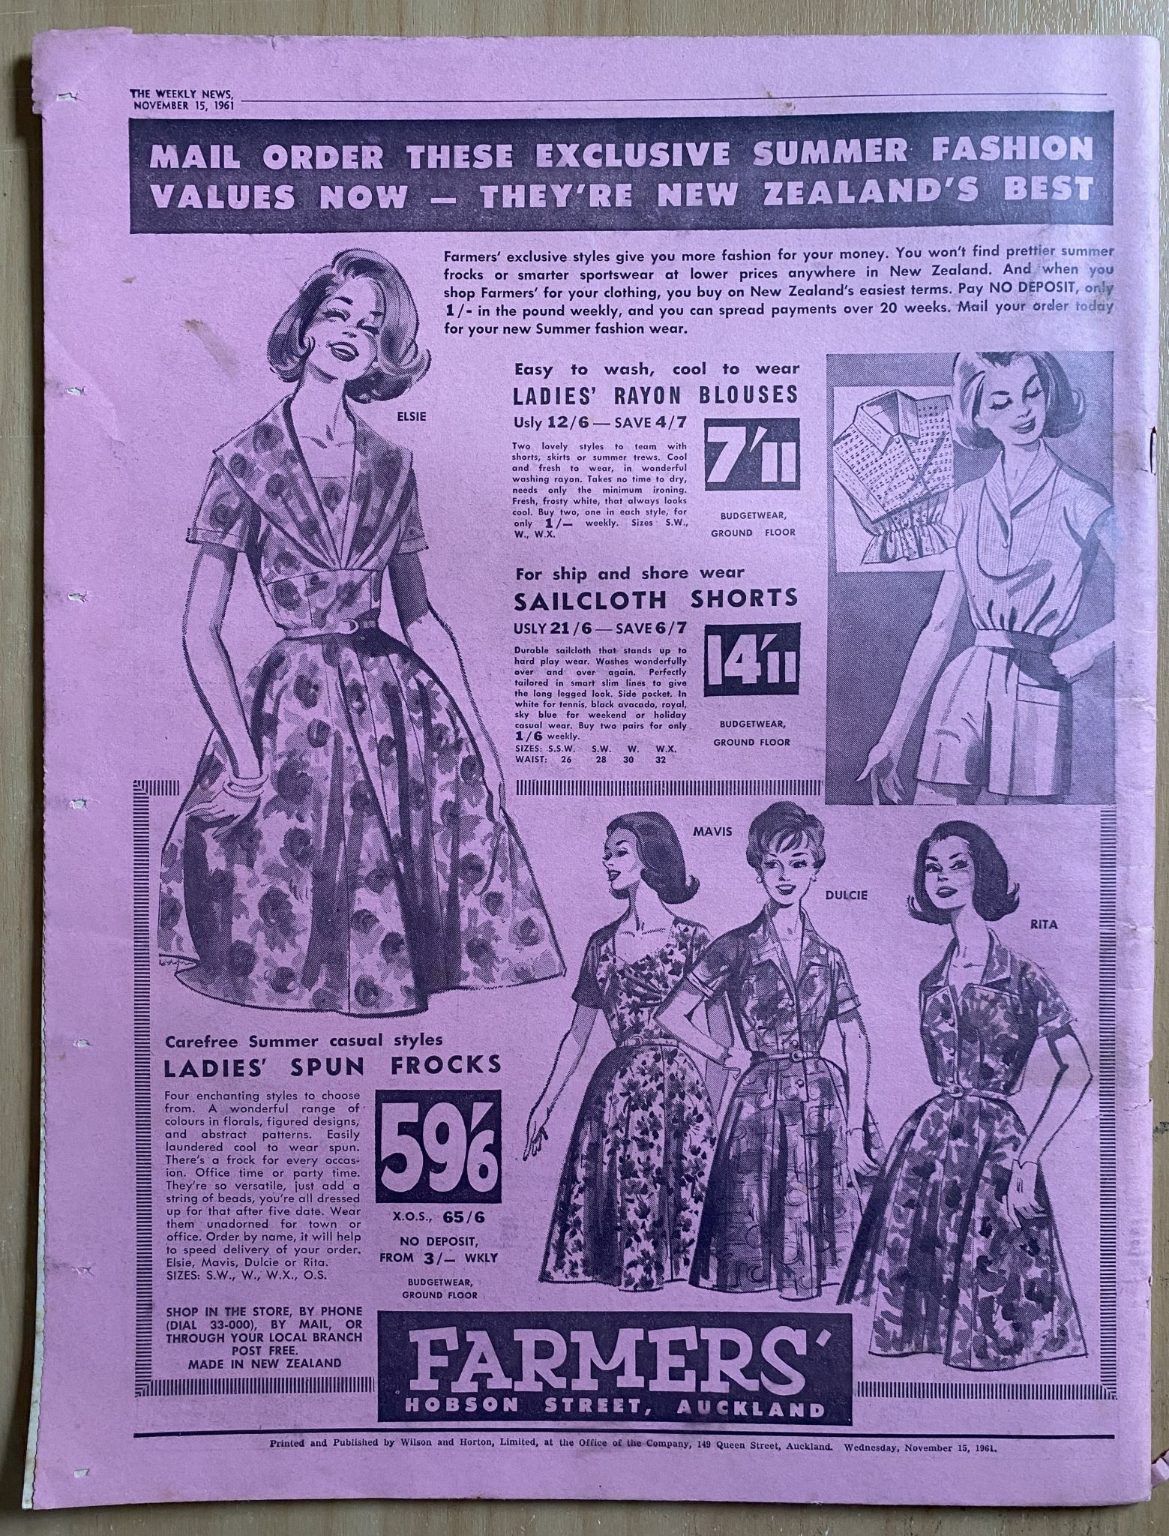 THE WEEKLY NEWS,
NOVEMBER 15, 1961
MAIL ORDER THESE EXCLUSIVE SUMMER FASHION
VALUES NOW — THEY'RE NEW ZEALAND'S BEST
Farmers' exclusive styles give you more fashion for your money. You won't find prettier summer
frocks or smarter sportswear at lower prices anywhere in New Zealand. And when you
shop Farmers' for your clothing, you buy on New Zealand's easiest terms. Pay NO DEPOSIT, only
1/- in the pound weekly, and you can spread payments over 20 weeks. Mail your order today
for your new Summer fashion wear.
ELSIE
Easy to wash, cool to wear
LADIES' RAYON BLOUSES
Usly 12/6 — SAVE 4/7
Two lovely styles to team with
shorts, skirts or summer trews. Cool
and fresh to wear, in wonderful
washing rayon. Takes no time to dry,
needs only the minimum ironing.
Fresh, frosty white, that always looks
cool. Buy two, one in each style, for
only 1/— weekly. Sizes S.W.,
W., W.X.
7'11
BUDGETWEAR,
GROUND FLOOR
For ship and shore wear
SAILCLOTH SHORTS
USLY 21/6 — SAVE 6/7
Durable sailcloth that stands up to
hard play wear. Washes wonderfully
over and over again. Perfectly
tailored in smart slim lines to give
the long legged look. Side pocket. In
white for tennis, black avocado, royal,
sky blue for weekend or holiday
casual wear. Buy two pairs for only
1/6 weekly.
SIZES: S.S.W. S.W. W. W.X.
WAIST: 26 28 30 32
14'11
BUDGETWEAR,
GROUND FLOOR
MAVIS
DULCIE
RITA
Carefree Summer casual styles
LADIES' SPUN FROCKS
Four enchanting styles to choose
from. A wonderful range of
colours in florals, figured designs,
and abstract patterns. Easily
laundered cool to wear spun.
There's a frock for every occas-
ion. Office time or party time.
They're so versatile, just add a
string of beads, you're all dressed
up for that after five date. Wear
them unadorned for town or
office. Order by name, it will help
to speed delivery of your order.
Elsie, Mavis, Dulcie or Rita.
SIZES: S.W., W., W.X., O.S.
59'6
X.O.S., 65/6
NO DEPOSIT,
FROM 3/— WKLY
BUDGETWEAR,
GROUND FLOOR
SHOP IN THE STORE, BY PHONE
(DIAL 33-000), BY MAIL, OR
THROUGH YOUR LOCAL BRANCH
POST FREE.
MADE IN NEW ZEALAND
FARMERS'
HOBSON STREET, AUCKLAND
Printed and Published by Wilson and Horton, Limited, at the Office of the Company, 149 Queen Street, Auckland. Wednesday, November 15, 1961.